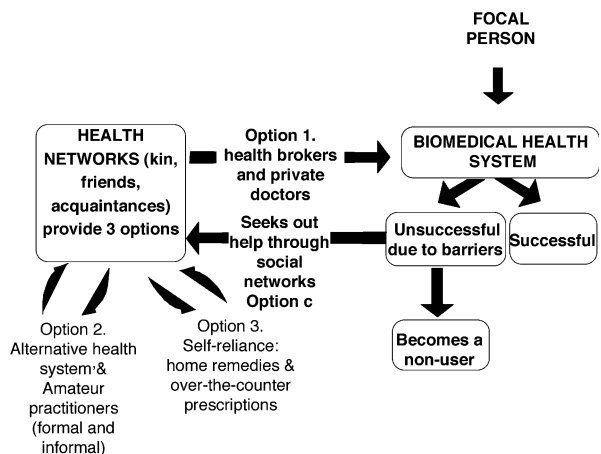 FOCAL
PERSON
HEALTH
NETWORKS (kin,
friends,
acquaintances)
provide 3 options
Option 1.
health brokers
and private
doctors
BIOMEDICAL HEALTH
SYSTEM
Seeks out
help through
social
networks
Option c
Unsuccessful
due to barriers
Successful
Becomes a
non-user
Option 2.
Alternative health
system,&
Amateur
practitioners
(formal and
informal)
Option 3.
Self-reliance:
home remedies &
over-the-counter
prescriptions